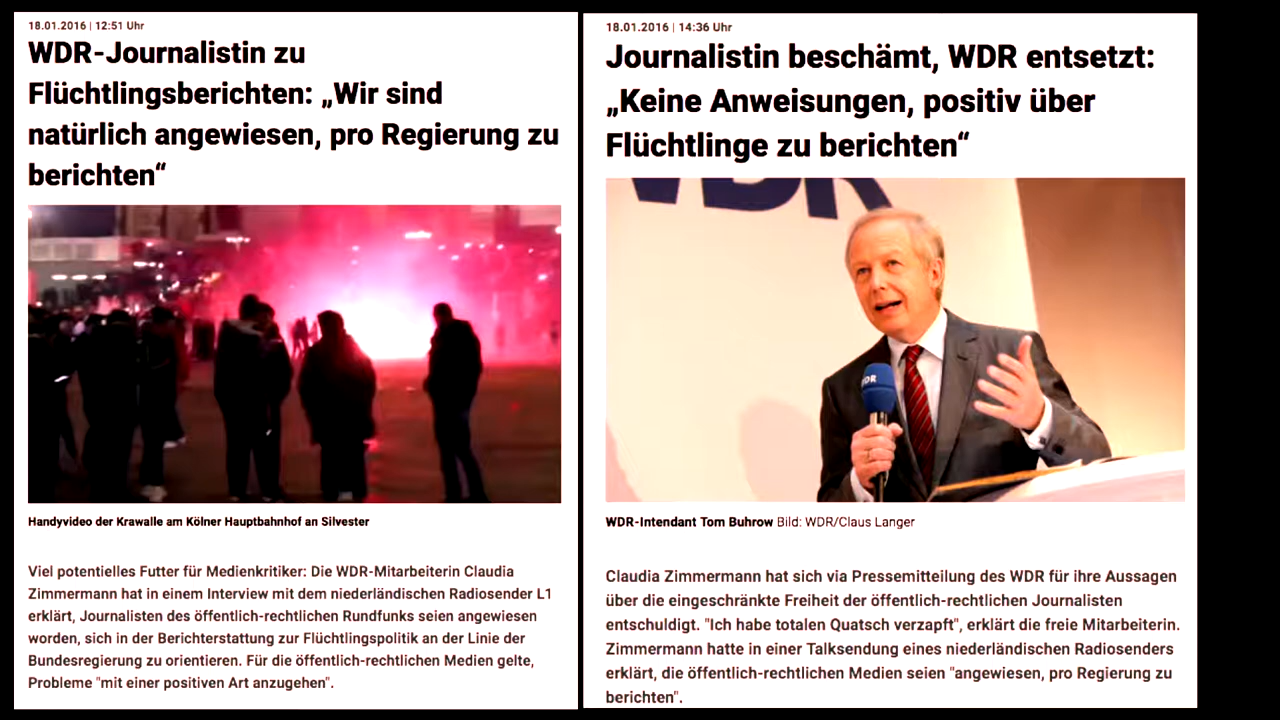 18.01.2016 | 12:51 Uhr
WDR-Journalistin zu
Flüchtlingsberichten: „Wir sind
natürlich angewiesen, pro Regierung zu
berichten“
Handyvideo der Krawalle am Kölner Hauptbahnhof an Silvester
Viel potentielles Futter für Medienkritiker: Die WDR-Mitarbeiterin Claudia
Zimmermann hat in einem Interview mit dem niederländischen Radiosender L1
erklärt, Journalisten des öffentlich-rechtlichen Rundfunks seien angewiesen
worden, sich in der Berichterstattung zur Flüchtlingspolitik an der Linie der
Bundesregierung zu orientieren. Für die öffentlich-rechtlichen Medien gelte,
Probleme "mit einer positiven Art anzugehen".
18.01.2016 | 14:36 Uhr
Journalistin beschämt, WDR entsetzt:
„Keine Anweisungen, positiv über
Flüchtlinge zu berichten“
WDR
WDR
WDR-Intendant Tom Buhrow Bild: WDR/Claus Langer
Claudia Zimmermann hat sich via Pressemitteilung des WDR für ihre Aussagen
über die eingeschränkte Freiheit der öffentlich-rechtlichen Journalisten
entschuldigt. "Ich habe totalen Quatsch verzapft", erklärt die freie Mitarbeiterin.
Zimmermann hatte in einer Talksendung eines niederländischen Radiosenders
erklärt, die öffentlich-rechtlichen Medien seien "angewiesen, pro Regierung zu
berichten".